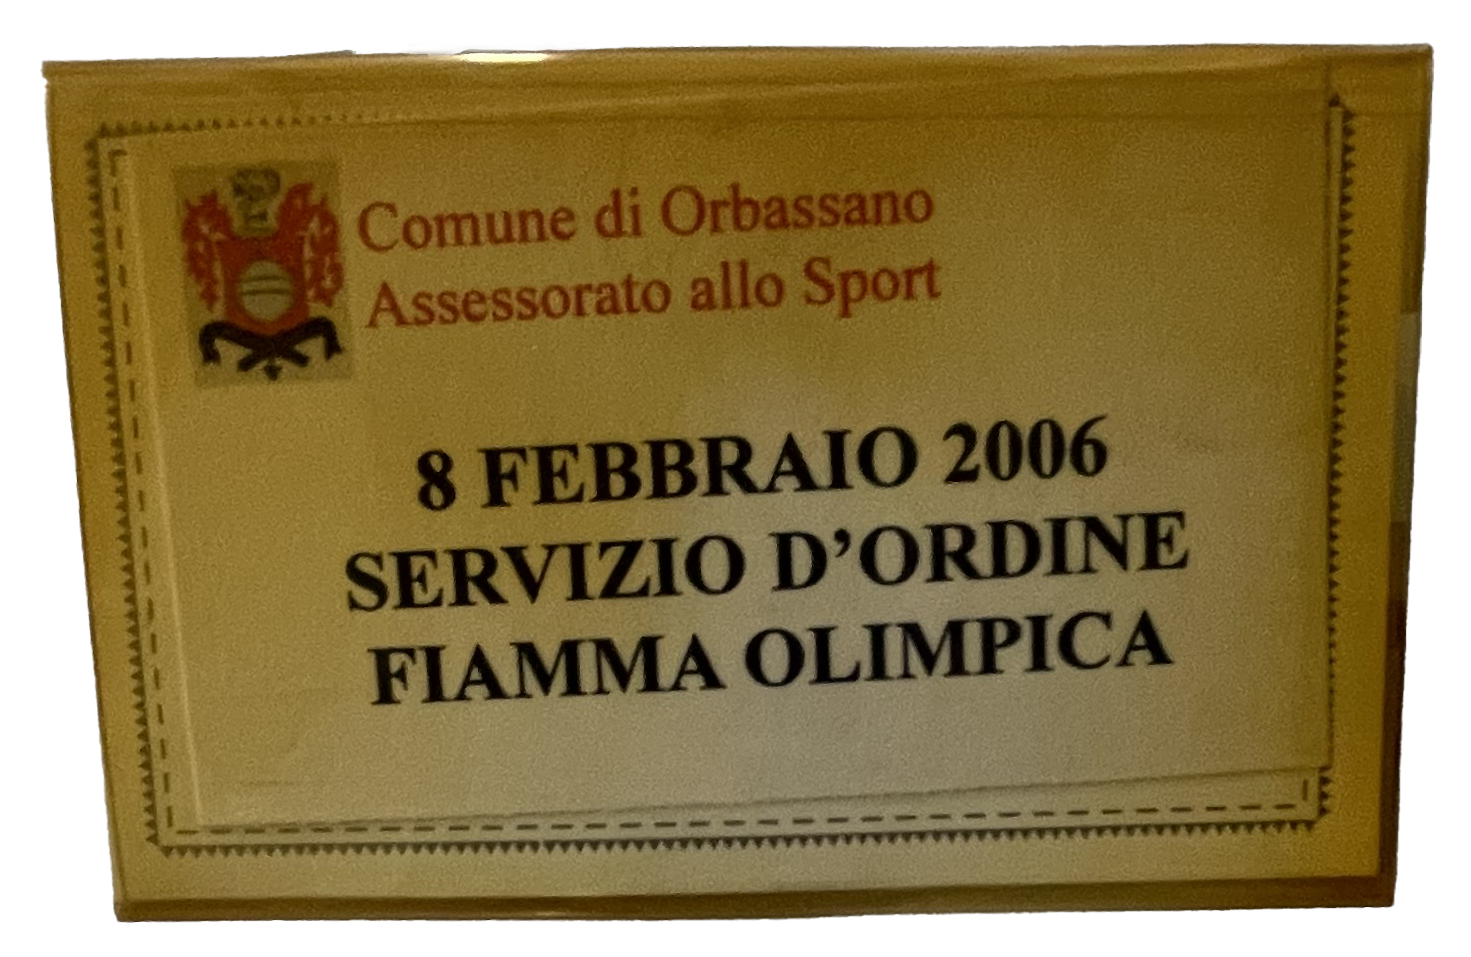 Comune di Orbassano
Assessorato allo Sport
8 FEBBRAIO 2006
SERVIZIO D’ORDINE
FIAMMA OLIMPICA